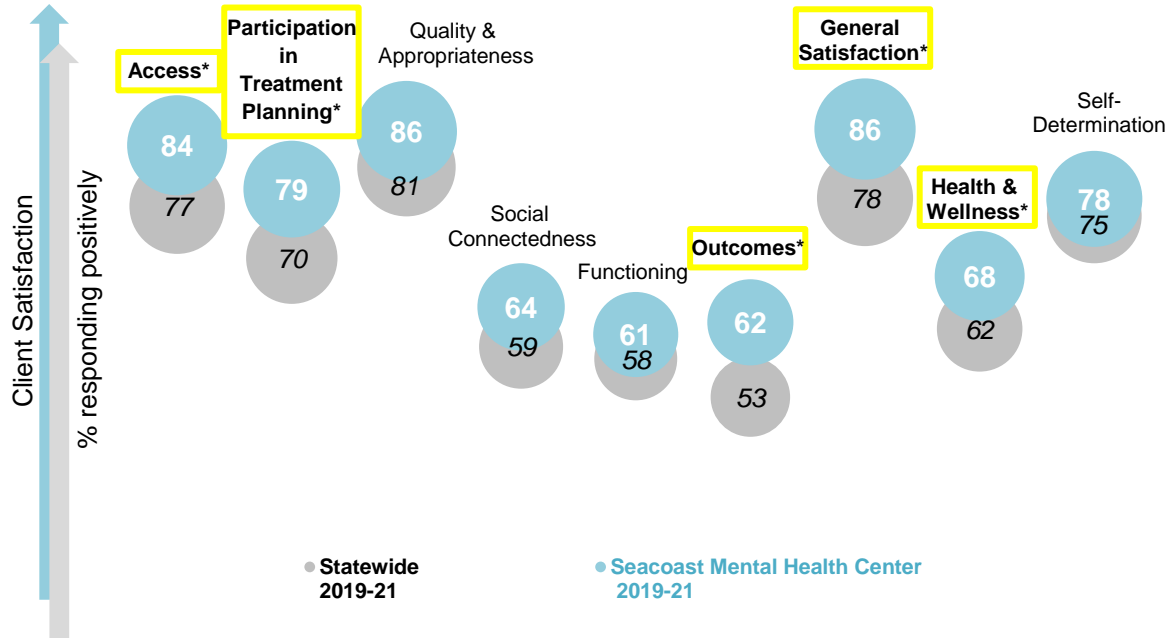 Client Satisfaction
% responding positively
Access*
84
77
Participation
in
Treatment
Planning*
79
70
Quality &
Appropriateness
86
81
Social
Connectedness
64
59
Functioning
61
58
Outcomes*
62
53
General
Satisfaction*
86
78
Health &
Wellness*
68
62
Self-
Determination
78
75
Statewide
2019-21
Seacoast Mental Health Center
2019-21